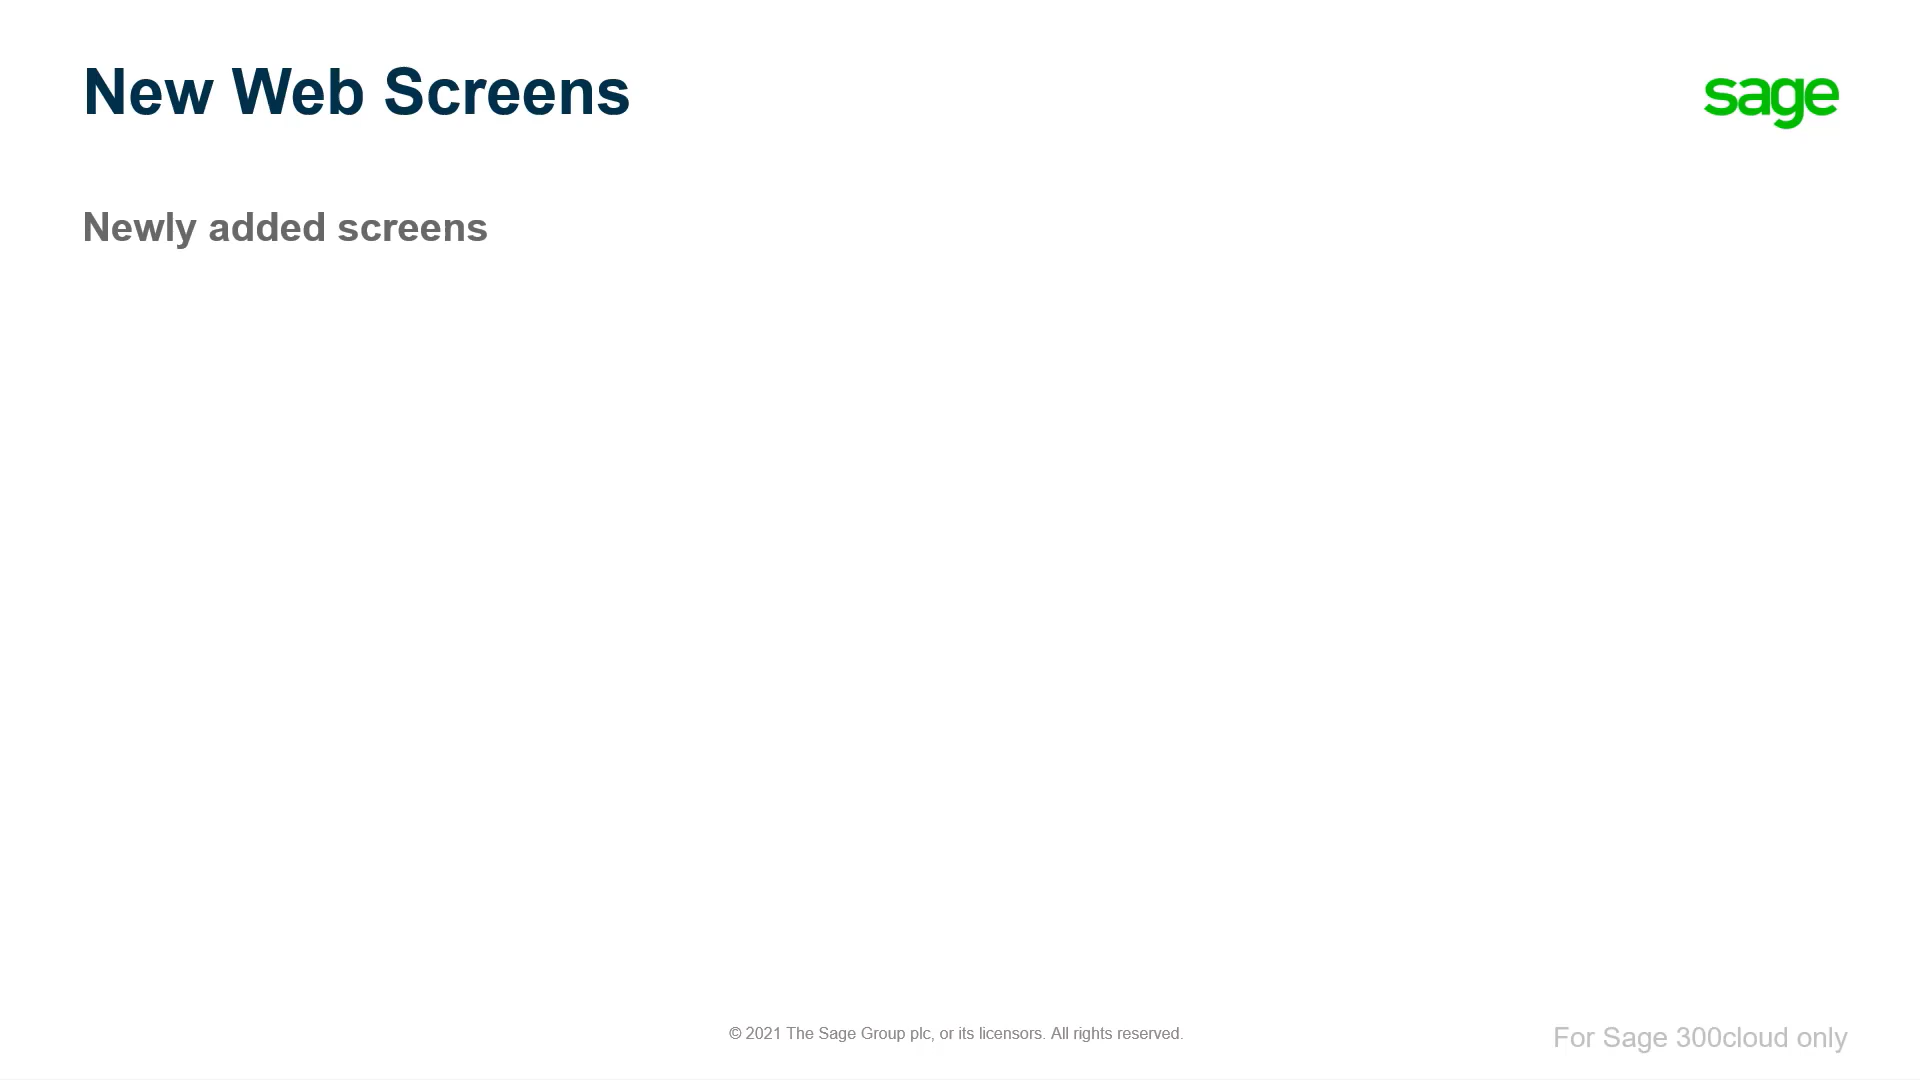 New Web Screens
sage
Newly added screens
© 2021 The Sage Group plc, or its licensors. All rights reserved.
For Sage 300cloud only